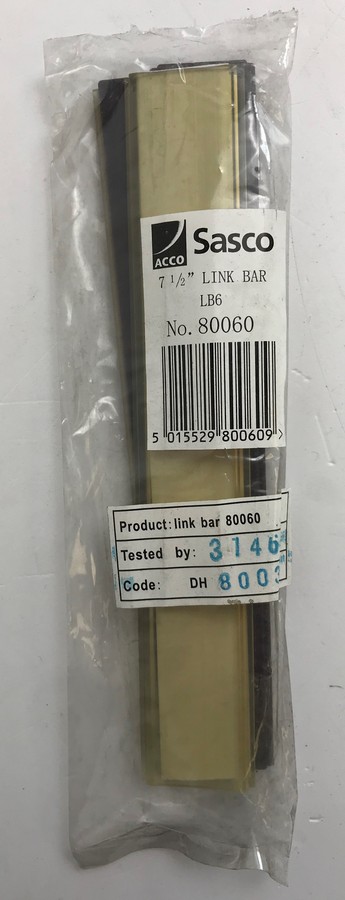 ACCO Sasco
7 1/2" LINK BAR
LB6
No. 80060
5 015529 800609 >
Product: link bar 80060
Tested by: 3146
Code: DH 8003